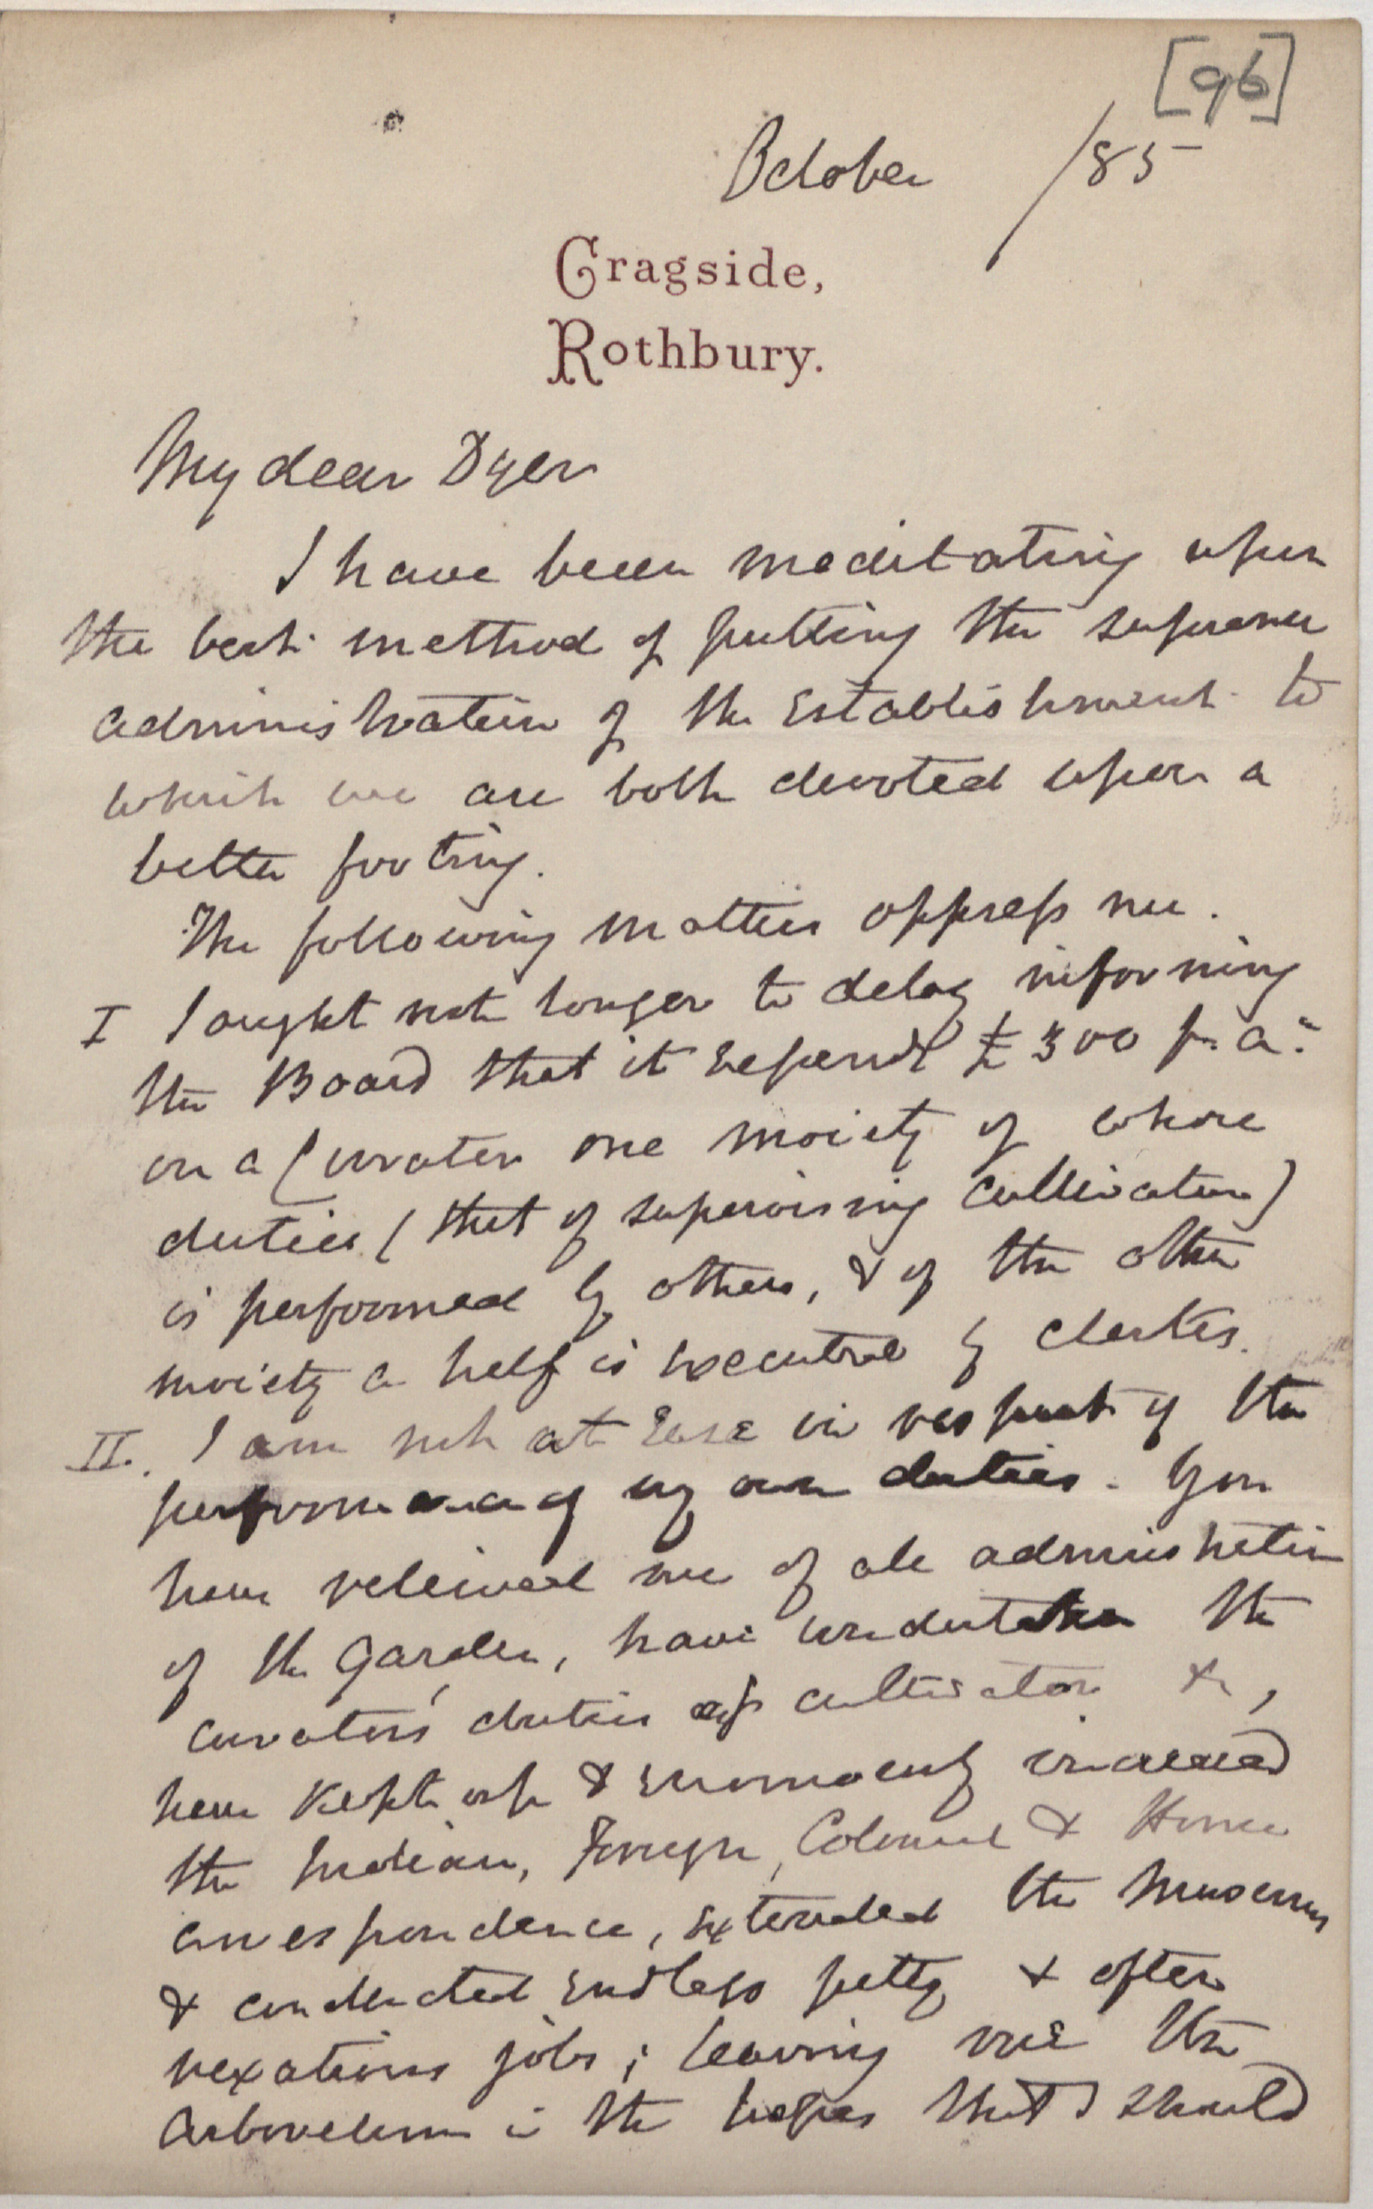 [96]
October /85
Cragside,
Rothbury.
My dear Dyer
I have been meditating upon
the best method of putting the supreme
administration of the Establishment to
which we are both devoted upon a
better footing.
The following matters oppress me.
I I ought not longer to delay informing
the Board that it expends £300 p. a.
on a Curator one moiety of whose
duties (that of supervising cultivation)
is performed by others, & of the other
moiety a half is executed by clerks.
II. I am not at ease in respect of the
performance of my own duties. You
have relieved me of all administration
of the Garden, have undertaken the
curators' duties of cultivation &c,
have kept up & enormously increased
the Indian, Foreign, Colonial & Home
correspondence, extended the Museums
& conducted endless petty & often
vexatious jobs; leaving me the
Arboretum in the hopes that I should